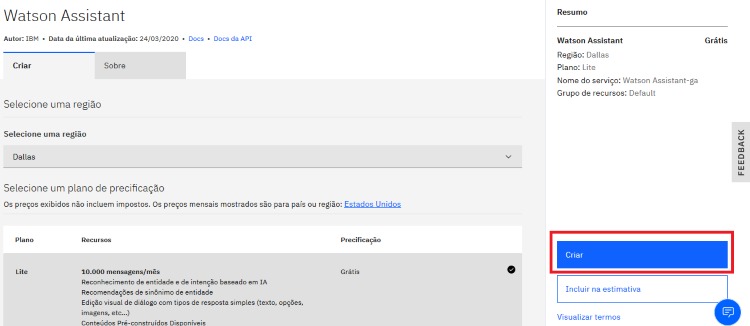 Watson Assistant
Autor: IBM • Data da última atualização: 24/03/2020 • Docs • Docs da API
Criar
Sobre
Selecione uma região
Selecione uma região
Dallas
Selecione um plano de precificação
Os preços exibidos não incluem impostos. Os preços mensais mostrados são para país ou região: Estados Unidos
Plano Recursos Precificação
Lite 10.000 mensagens/mês Grátis
Reconhecimento de entidade e de intenção baseado em IA
Recomendações de sinônimo de entidade
Edição visual de diálogo com tipos de resposta simples (texto, opções,
imagens, etc...)
Conteúdos Pré-construídos Disponíveis
Resumo
Watson Assistant Grátis
Região: Dallas
Plano: Lite
Nome do serviço: Watson Assistant-ga
Grupo de recursos: Default
FEEDBACK
Criar
Incluir na estimativa
Visualizar termos